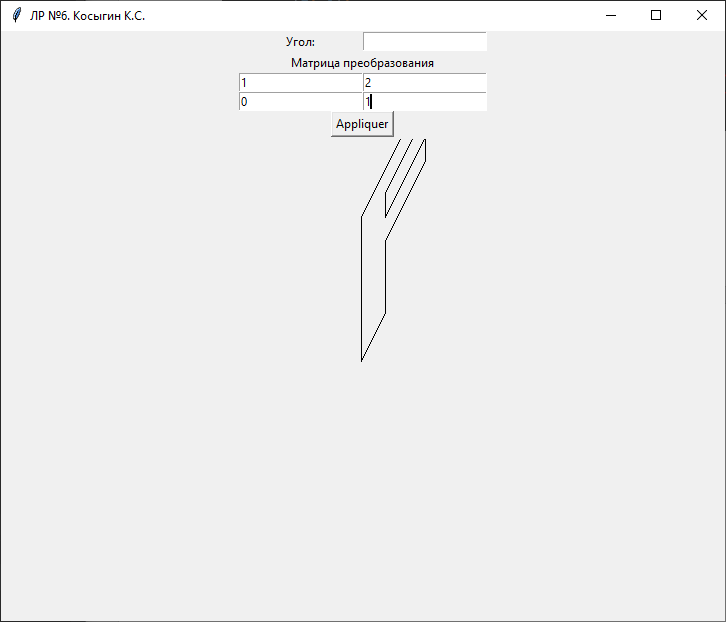 ЛР №6. Косыгин К.С.
Угол:
Матрица преобразования
1 2
0 1
Appliquer